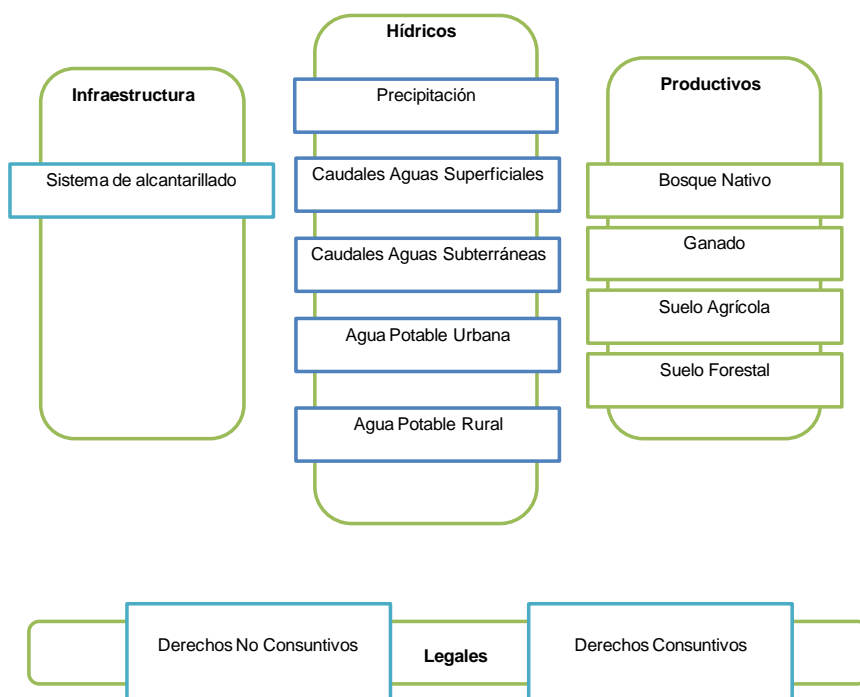 Infraestructura
Sistema de alcantarillado
Hídricos
Precipitación
Caudales Aguas Superficiales
Caudales Aguas Subterráneas
Agua Potable Urbana
Agua Potable Rural
Productivos
Bosque Nativo
Ganado
Suelo Agrícola
Suelo Forestal
Derechos No Consuntivos
Legales
Derechos Consuntivos